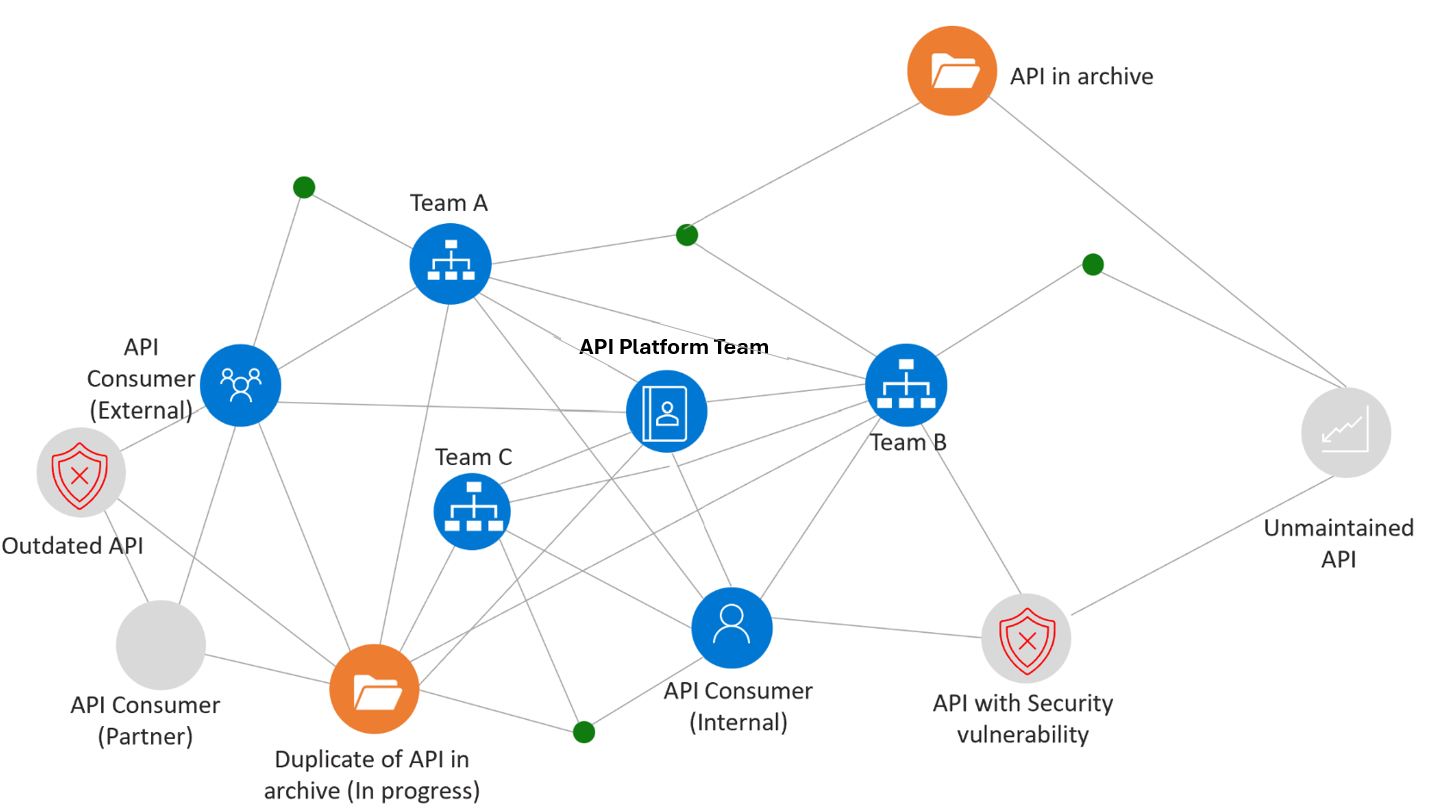 API in archive
Team A
API Platform Team
API
Consumer
(External)
Team B
Team C
Outdated API
Unmaintained
API
API Consumer
(Internal)
API with Security
vulnerability
API Consumer
(Partner)
Duplicate of API in
archive (In progress)